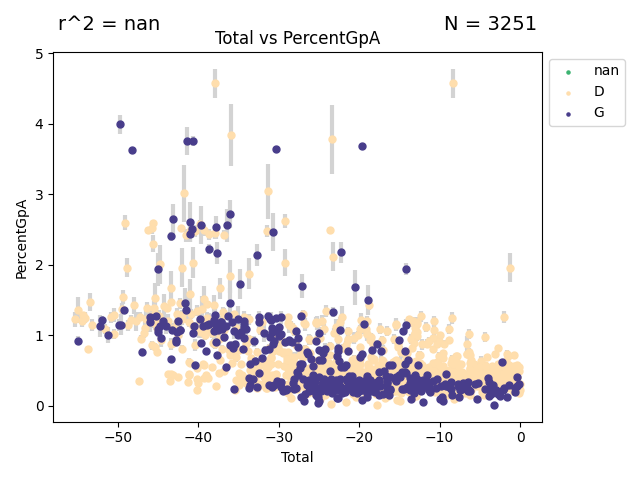 r^2 = nan
N = 3251
Total vs PercentGpA
nan
D
G
PercentGpA
5
4
3
2
1
0
−50
−40
−30
−20
−10
0
Total